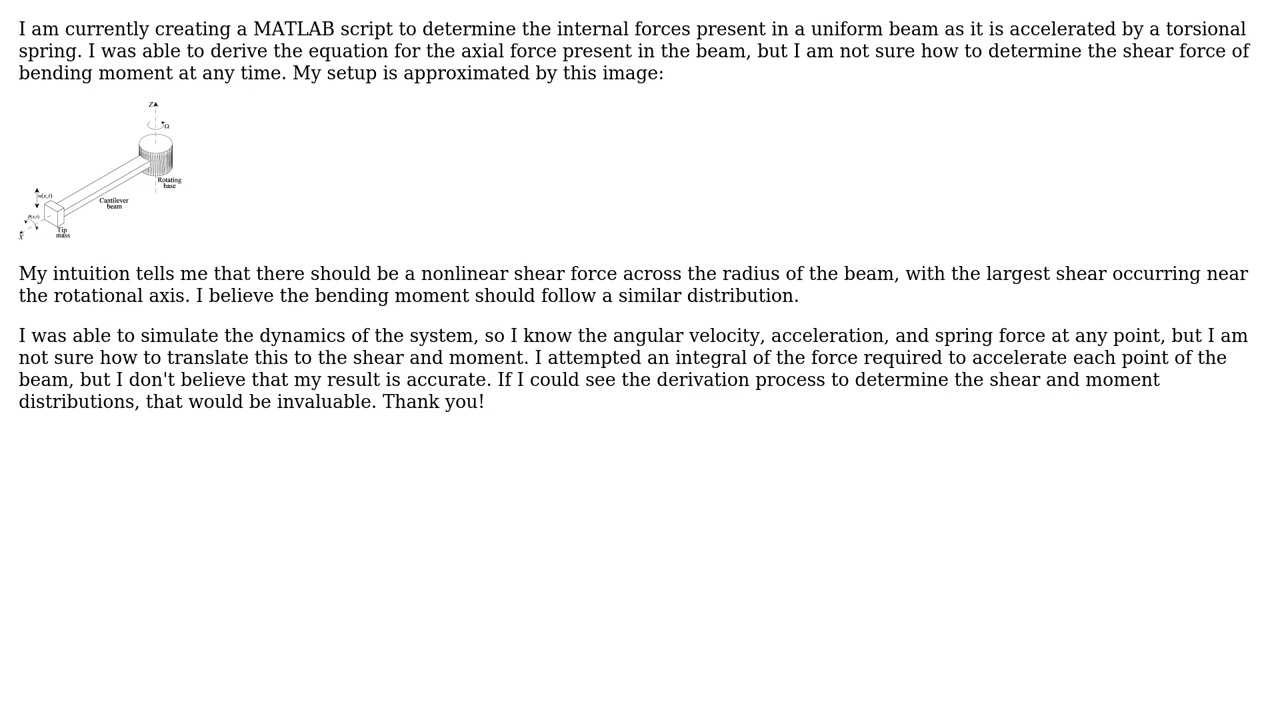 I am currently creating a MATLAB script to determine the internal forces present in a uniform beam as it is accelerated by a torsional
spring. I was able to derive the equation for the axial force present in the beam, but I am not sure how to determine the shear force of
bending moment at any time. My setup is approximated by this image:
Z
Ω
Rotating
base
w(x,t)
Cantilever
beam
θ(x,t)
Tip
mass
X
My intuition tells me that there should be a nonlinear shear force across the radius of the beam, with the largest shear occurring near
the rotational axis. I believe the bending moment should follow a similar distribution.
I was able to simulate the dynamics of the system, so I know the angular velocity, acceleration, and spring force at any point, but I am
not sure how to translate this to the shear and moment. I attempted an integral of the force required to accelerate each point of the
beam, but I don't believe that my result is accurate. If I could see the derivation process to determine the shear and moment
distributions, that would be invaluable. Thank you!